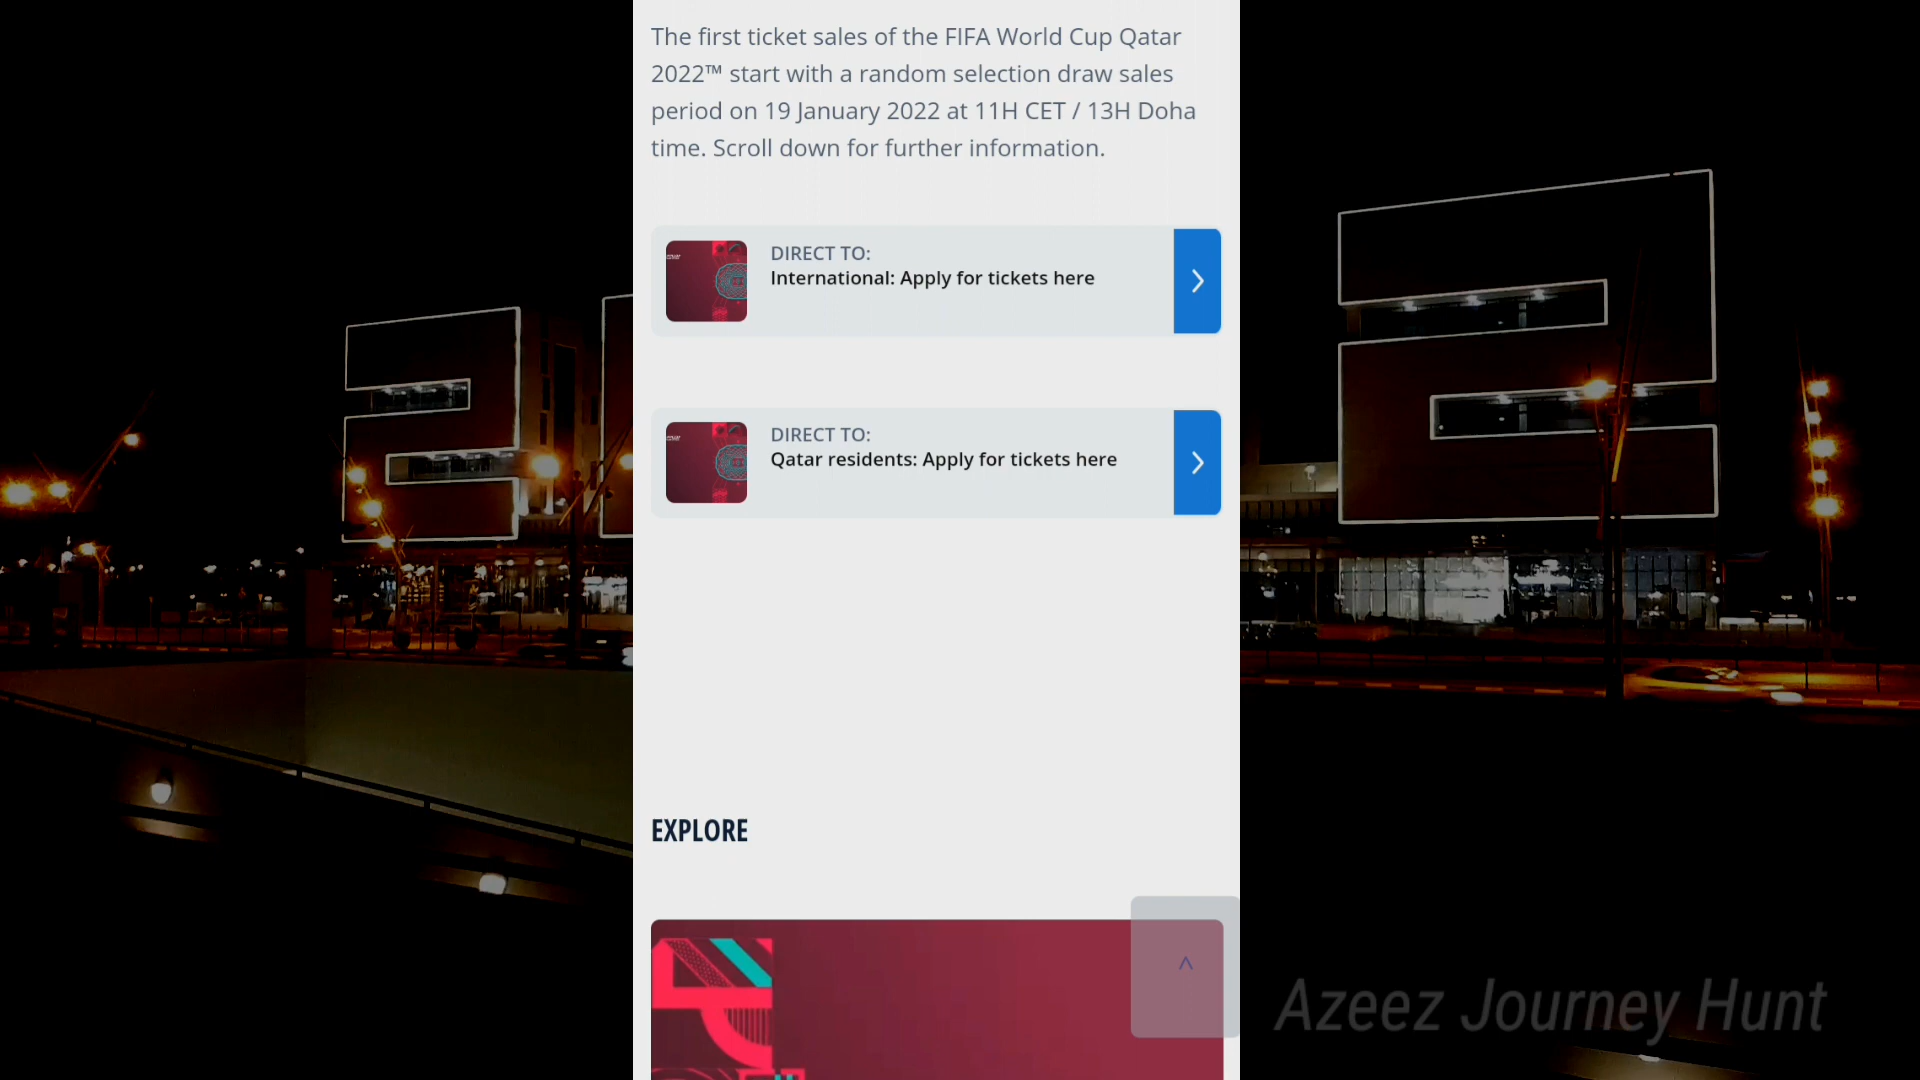 The first ticket sales of the FIFA World Cup Qatar
2022™ start with a random selection draw sales
period on 19 January 2022 at 11H CET / 13H Doha
time. Scroll down for further information.
DIRECT TO:
International: Apply for tickets here
DIRECT TO:
Qatar residents: Apply for tickets here
EXPLORE
Azeez Journey Hunt